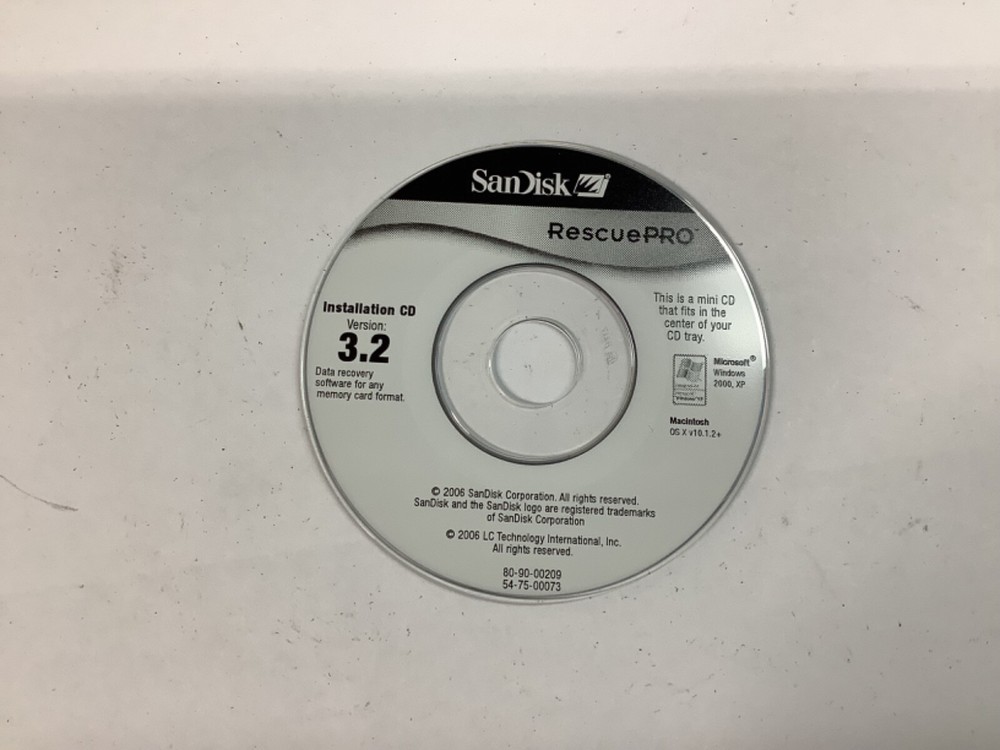 SanDisk
RescuePRO™
Installation CD
Version:
3.2
Data recovery
software for any
memory card format.
This is a mini CD
that fits in the
center of your
CD tray.
Microsoft®
Windows
2000, XP
Macintosh
OS X v10.1.2+
© 2006 SanDisk Corporation. All rights reserved.
SanDisk and the SanDisk logo are registered trademarks
of SanDisk Corporation
© 2006 LC Technology International, Inc.
All rights reserved.
80-90-00209
54-75-00073